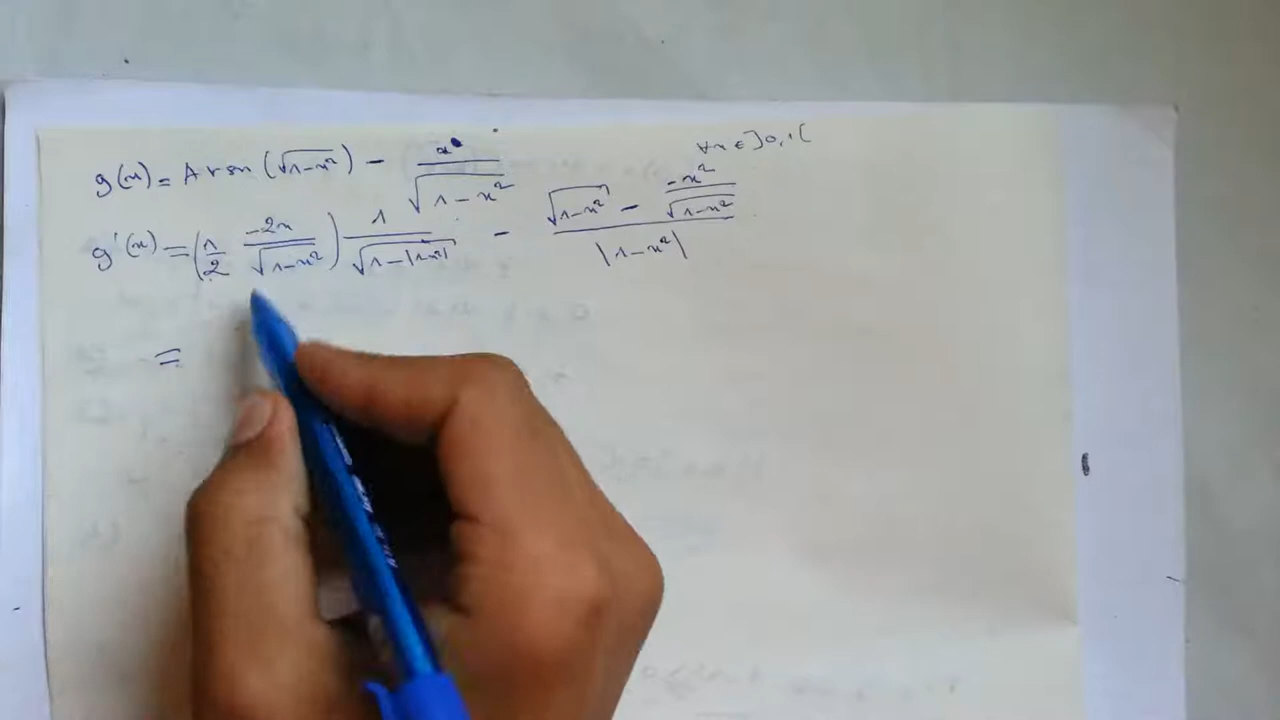 g(x) = Arsn(√1-x²) - x / √1-x² ∀x ∈ ]0,1[
g'(x) = (1/2 -2x/√1-x²) 1/√1-|1-x²| - (√1-x² - -x²/√1-x²) / |1-x²|
=